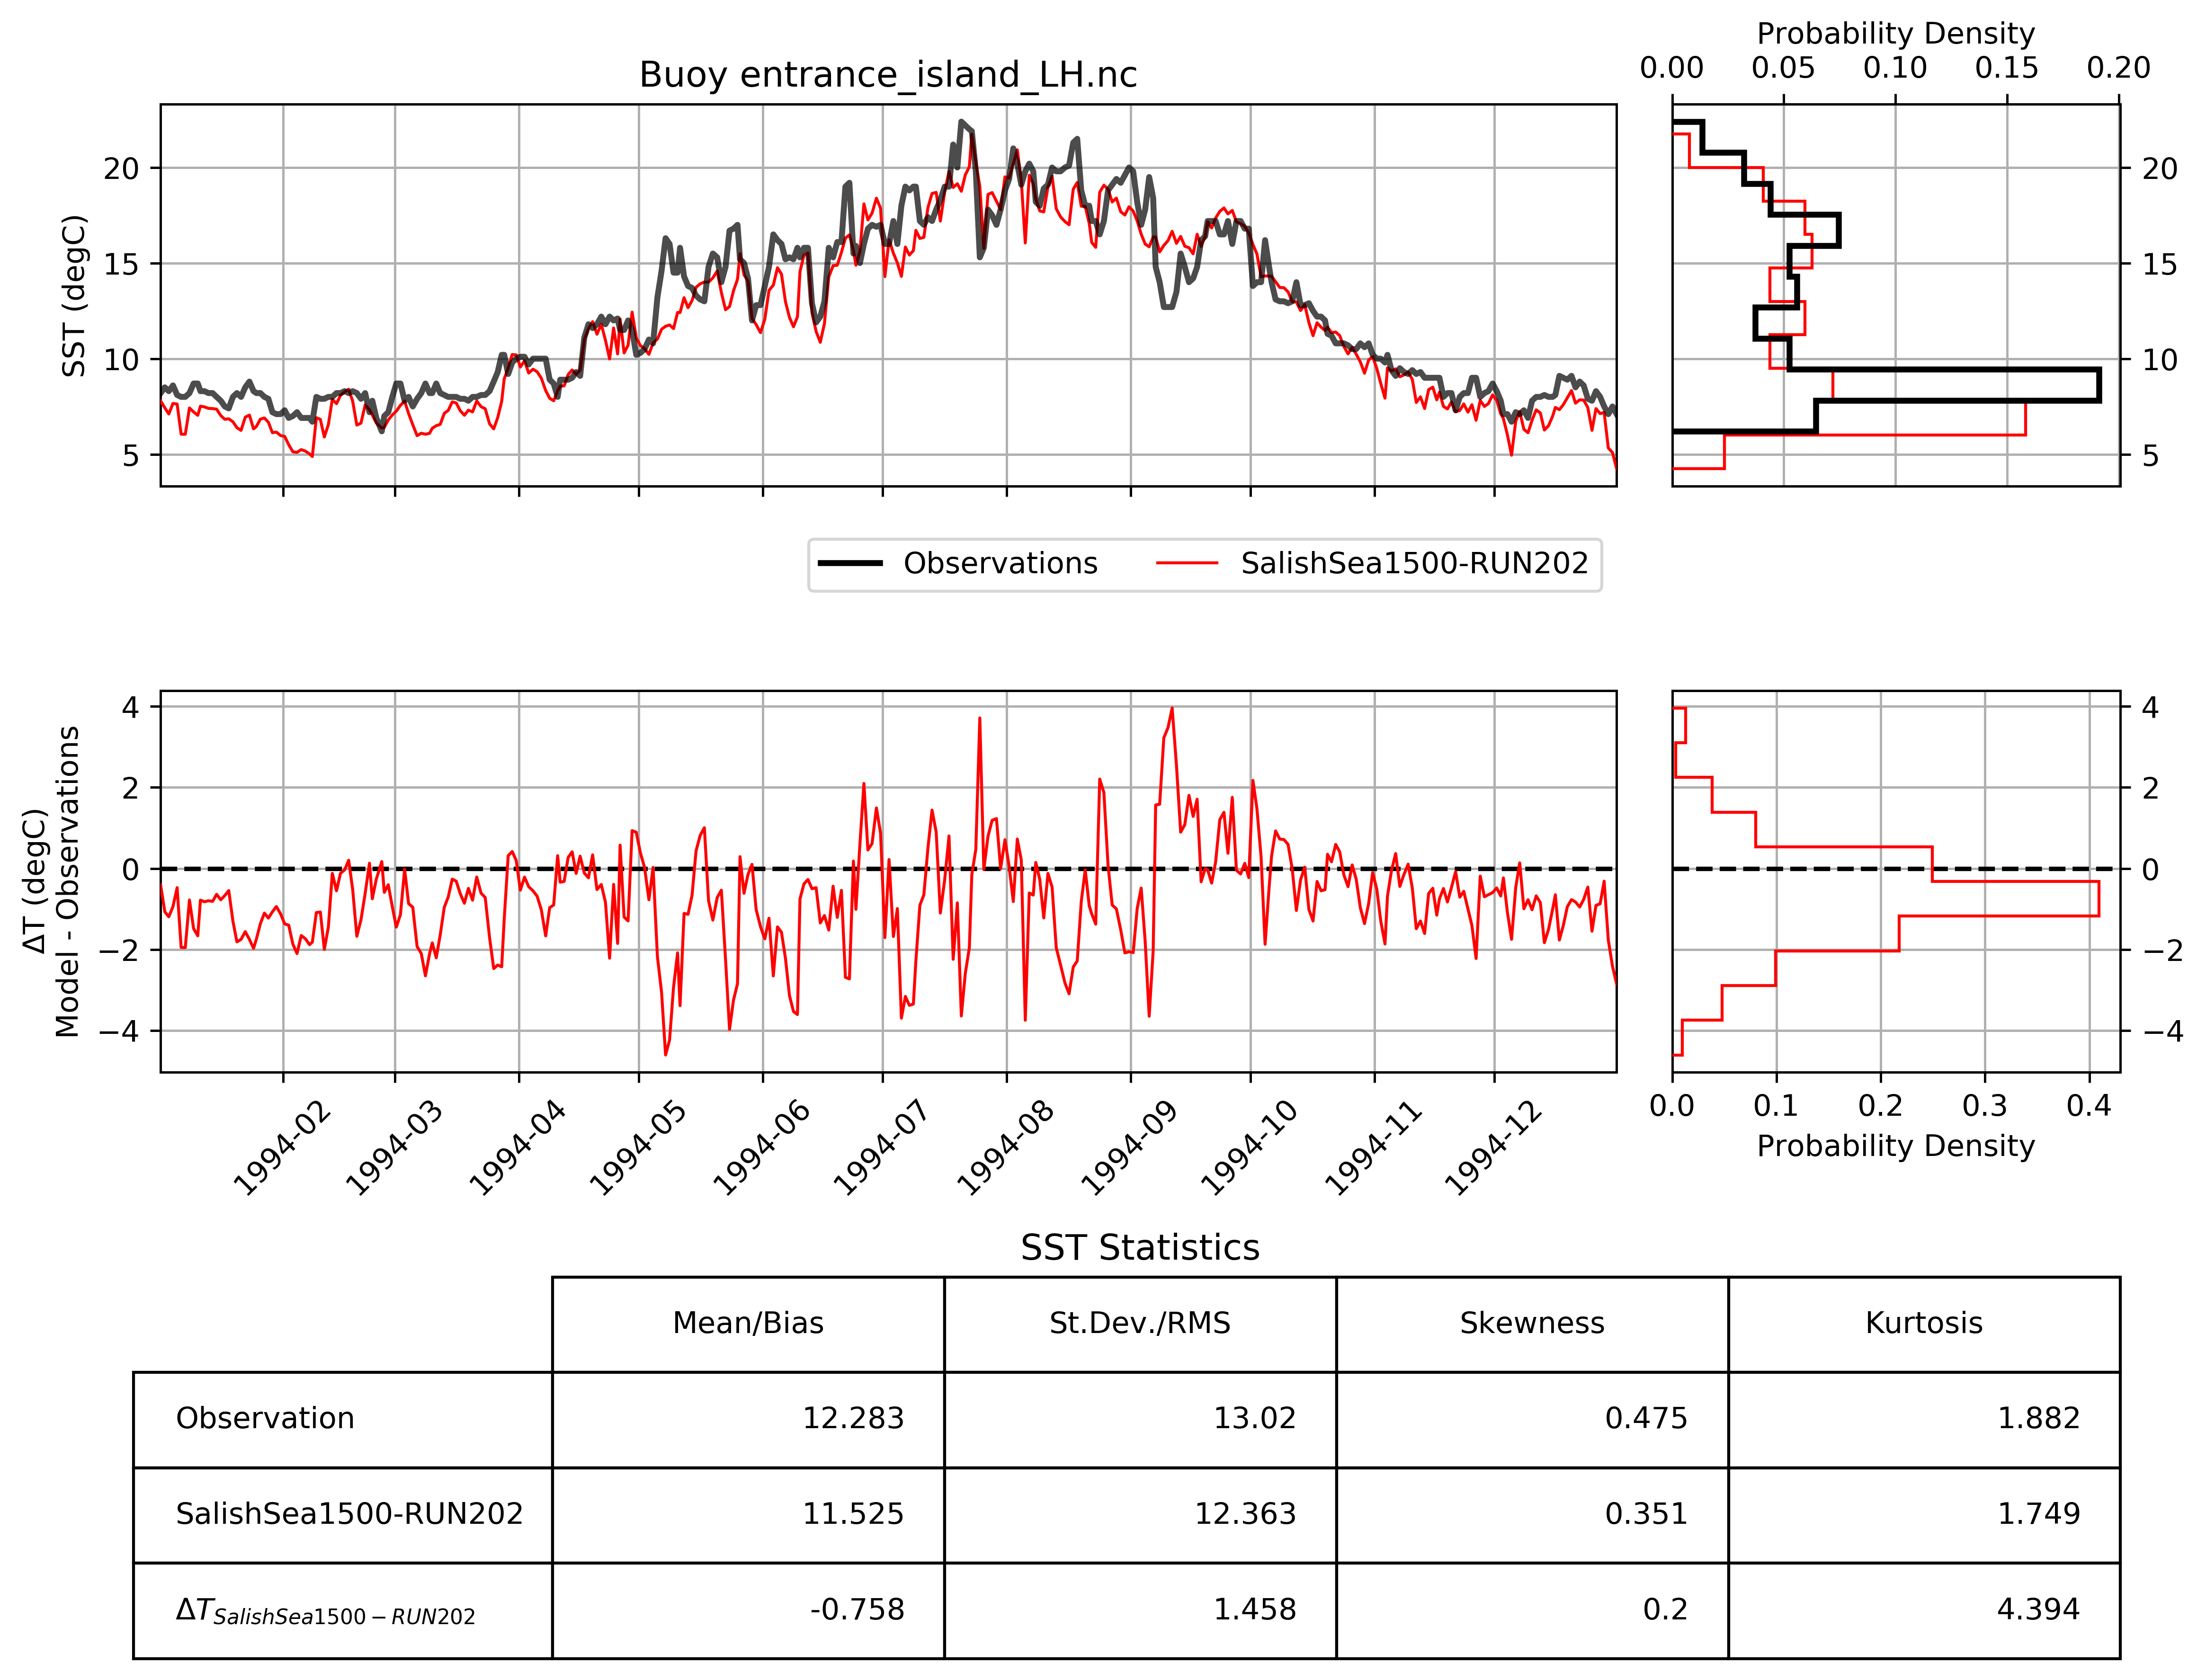 Probability Density
0.00 0.05 0.10 0.15 0.20
Buoy entrance_island_LH.nc
SST (degC)
20
15
10
5
20
15
10
5
Observations SalishSea1500-RUN202
ΔT (degC)
Model - Observations
4
2
0
−2
−4
4
2
0
−2
−4
1994-02 1994-03 1994-04 1994-05 1994-06 1994-07 1994-08 1994-09 1994-10 1994-11 1994-12
0.0 0.1 0.2 0.3 0.4
Probability Density
SST Statistics
Mean/Bias St.Dev./RMS Skewness Kurtosis
Observation 12.283 13.02 0.475 1.882
SalishSea1500-RUN202 11.525 12.363 0.351 1.749
ΔT SalishSea1500−RUN202 -0.758 1.458 0.2 4.394